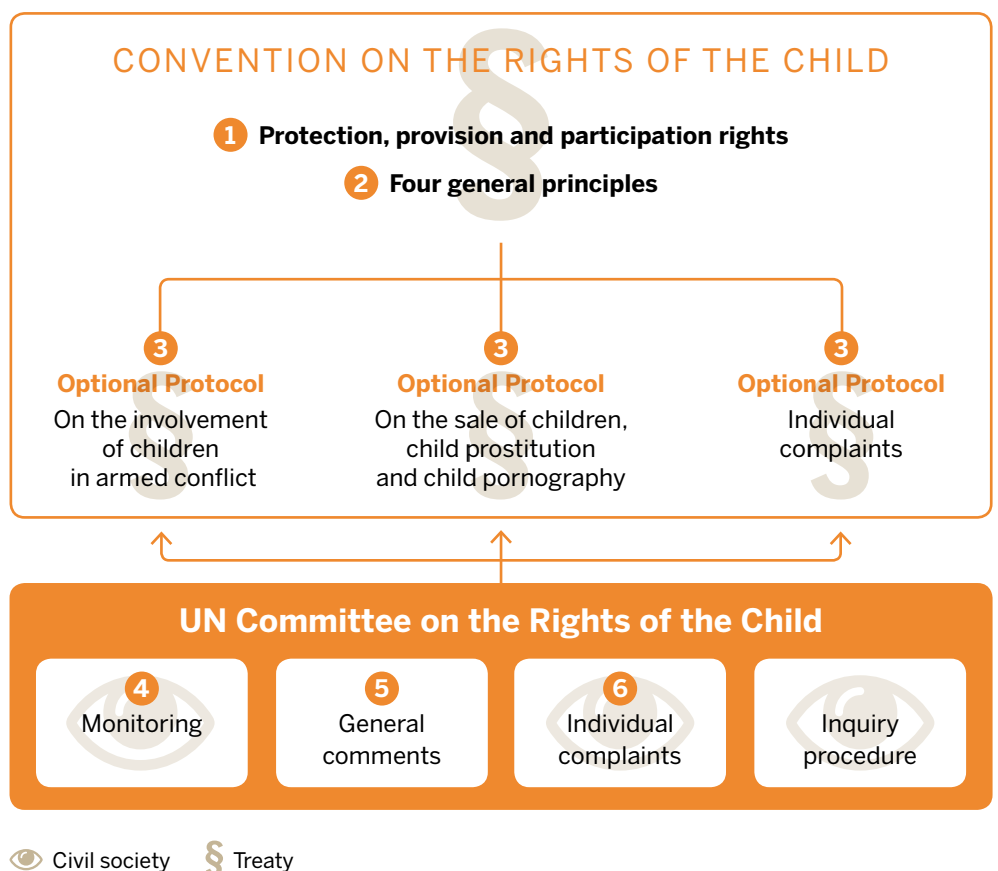 CONVENTION ON THE RIGHTS OF THE CHILD
1 Protection, provision and participation rights
2 Four general principles
3
Optional Protocol
On the involvement
of children
in armed conflict
3
Optional Protocol
On the sale of children,
child prostitution
and child pornography
3
Optional Protocol
Individual
complaints
UN Committee on the Rights of the Child
4
Monitoring
5
General
comments
6
Individual
complaints
Inquiry
procedure
Civil society
§ Treaty